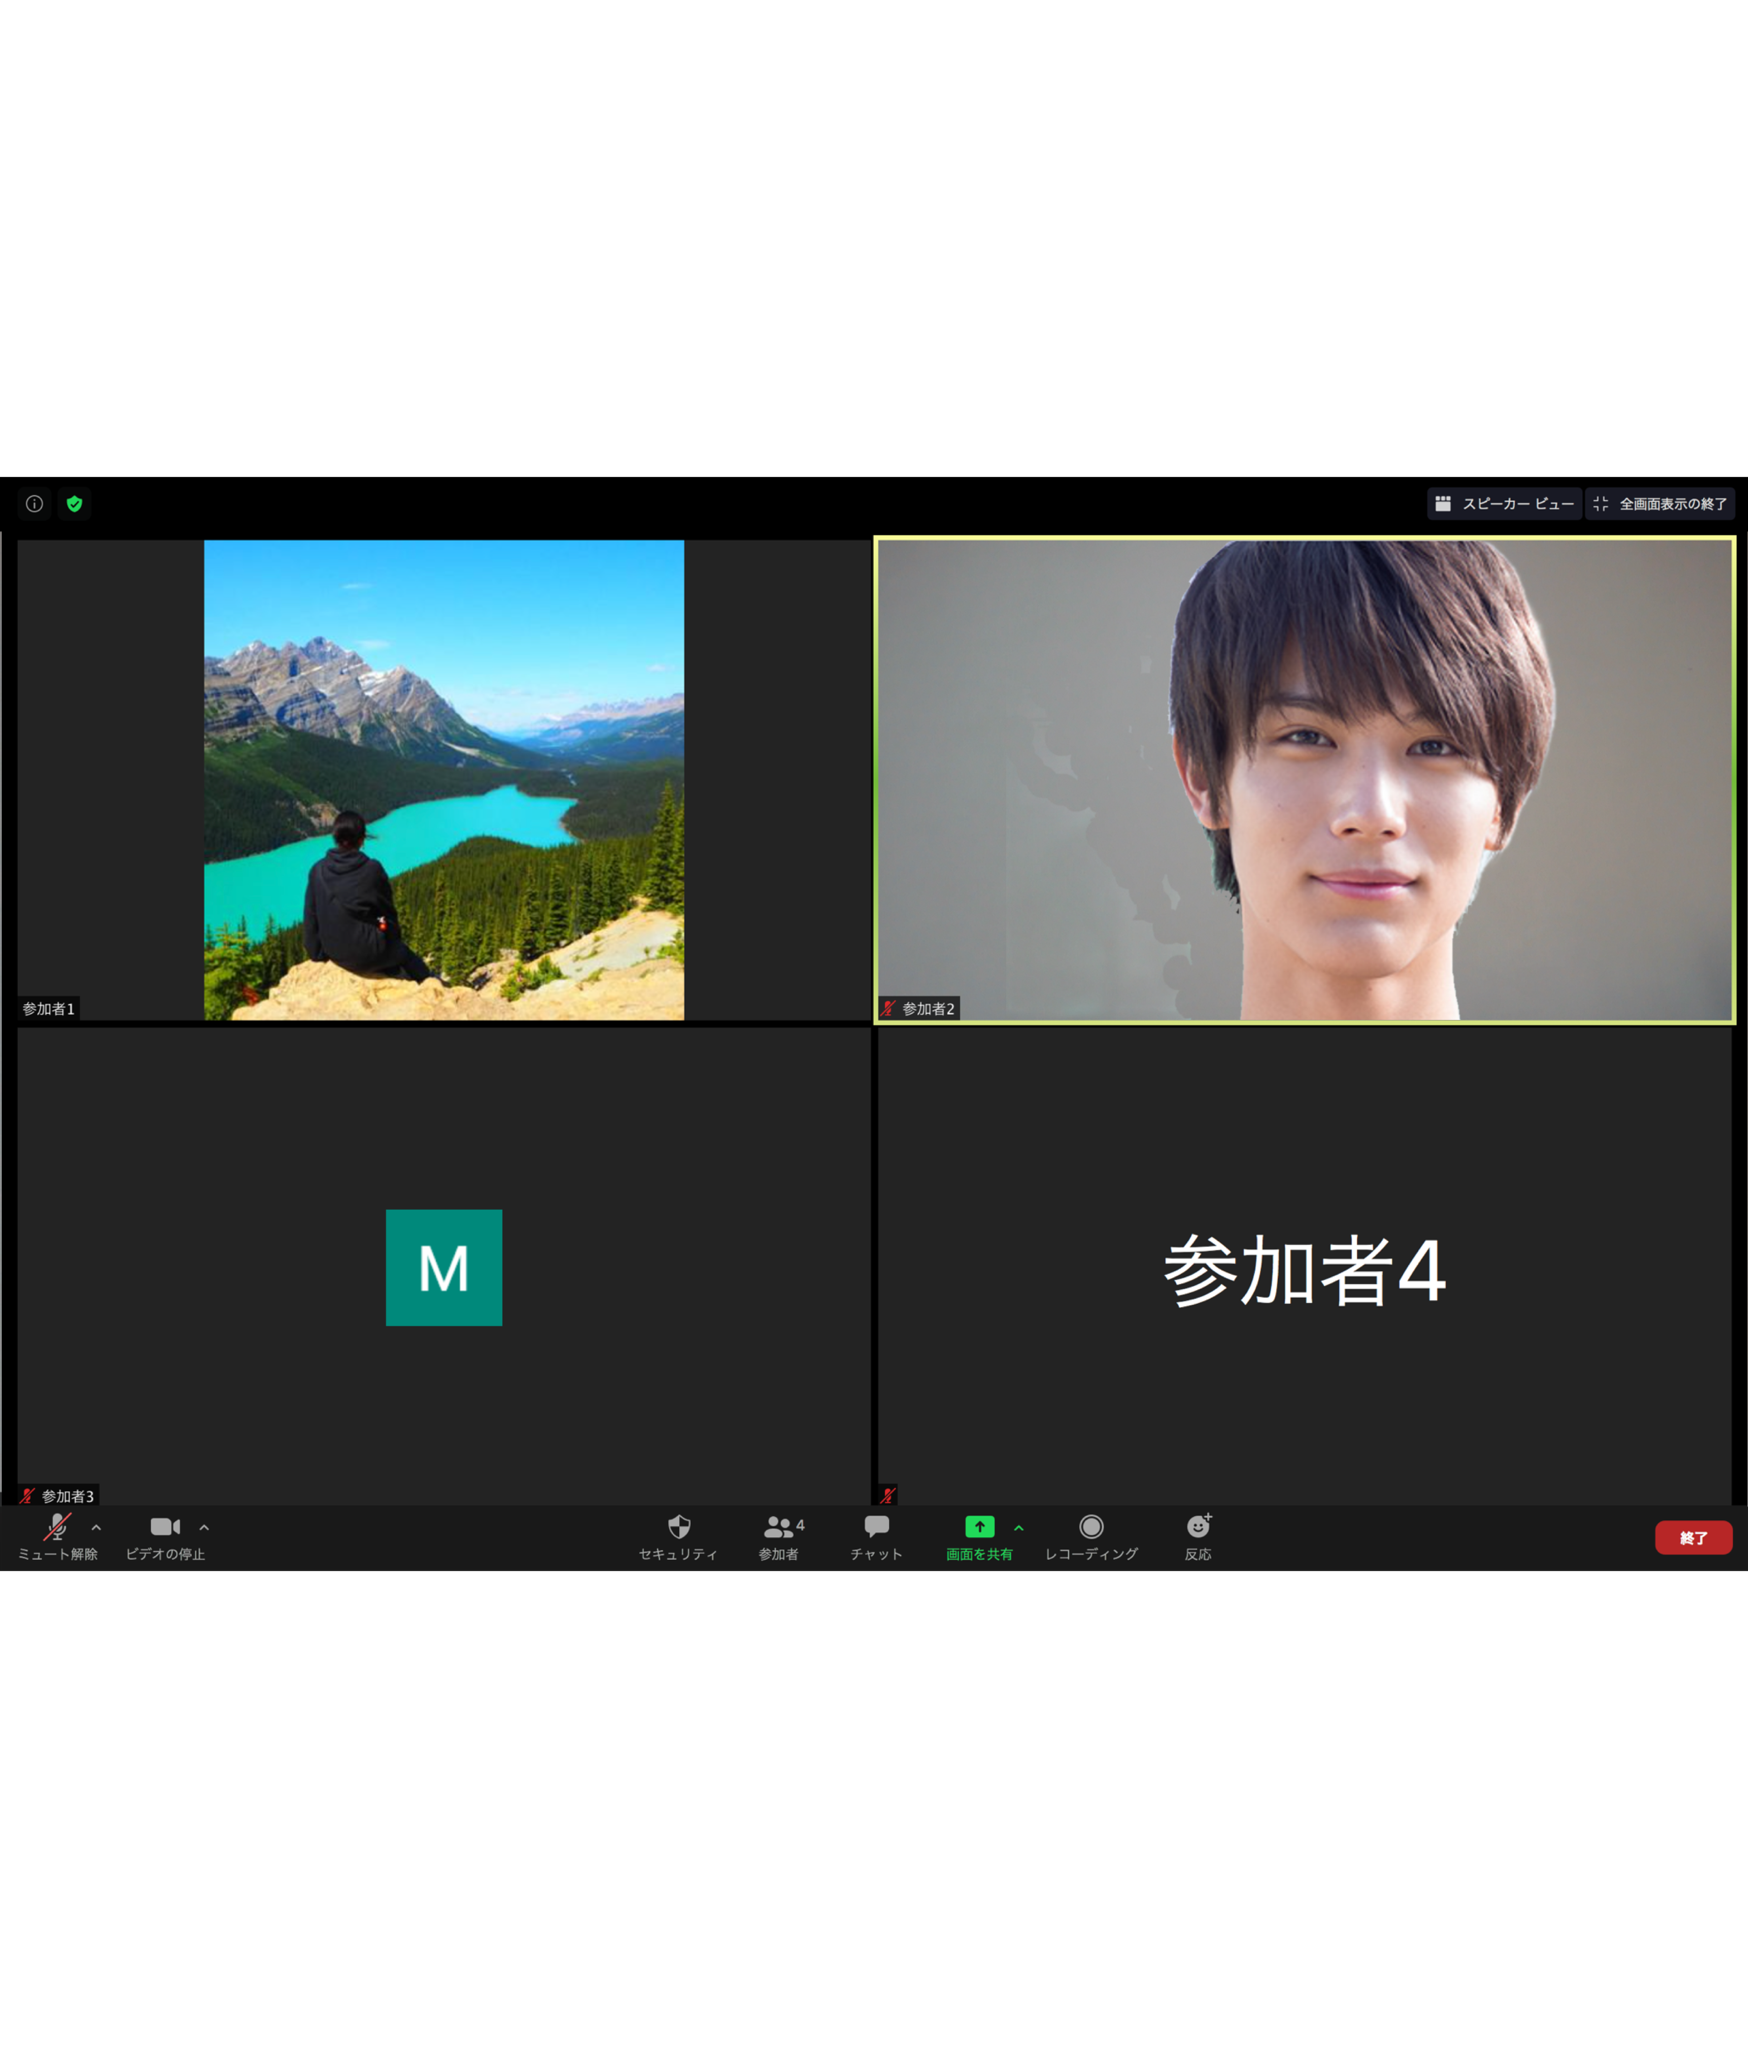 スピーカー ビュー
全画面表示の終了
参加者1
参加者2
M
参加者4
参加者3
ミュート解除
ビデオの停止
セキュリティ
4
参加者
チャット
画面を共有
レコーディング
反応
終了